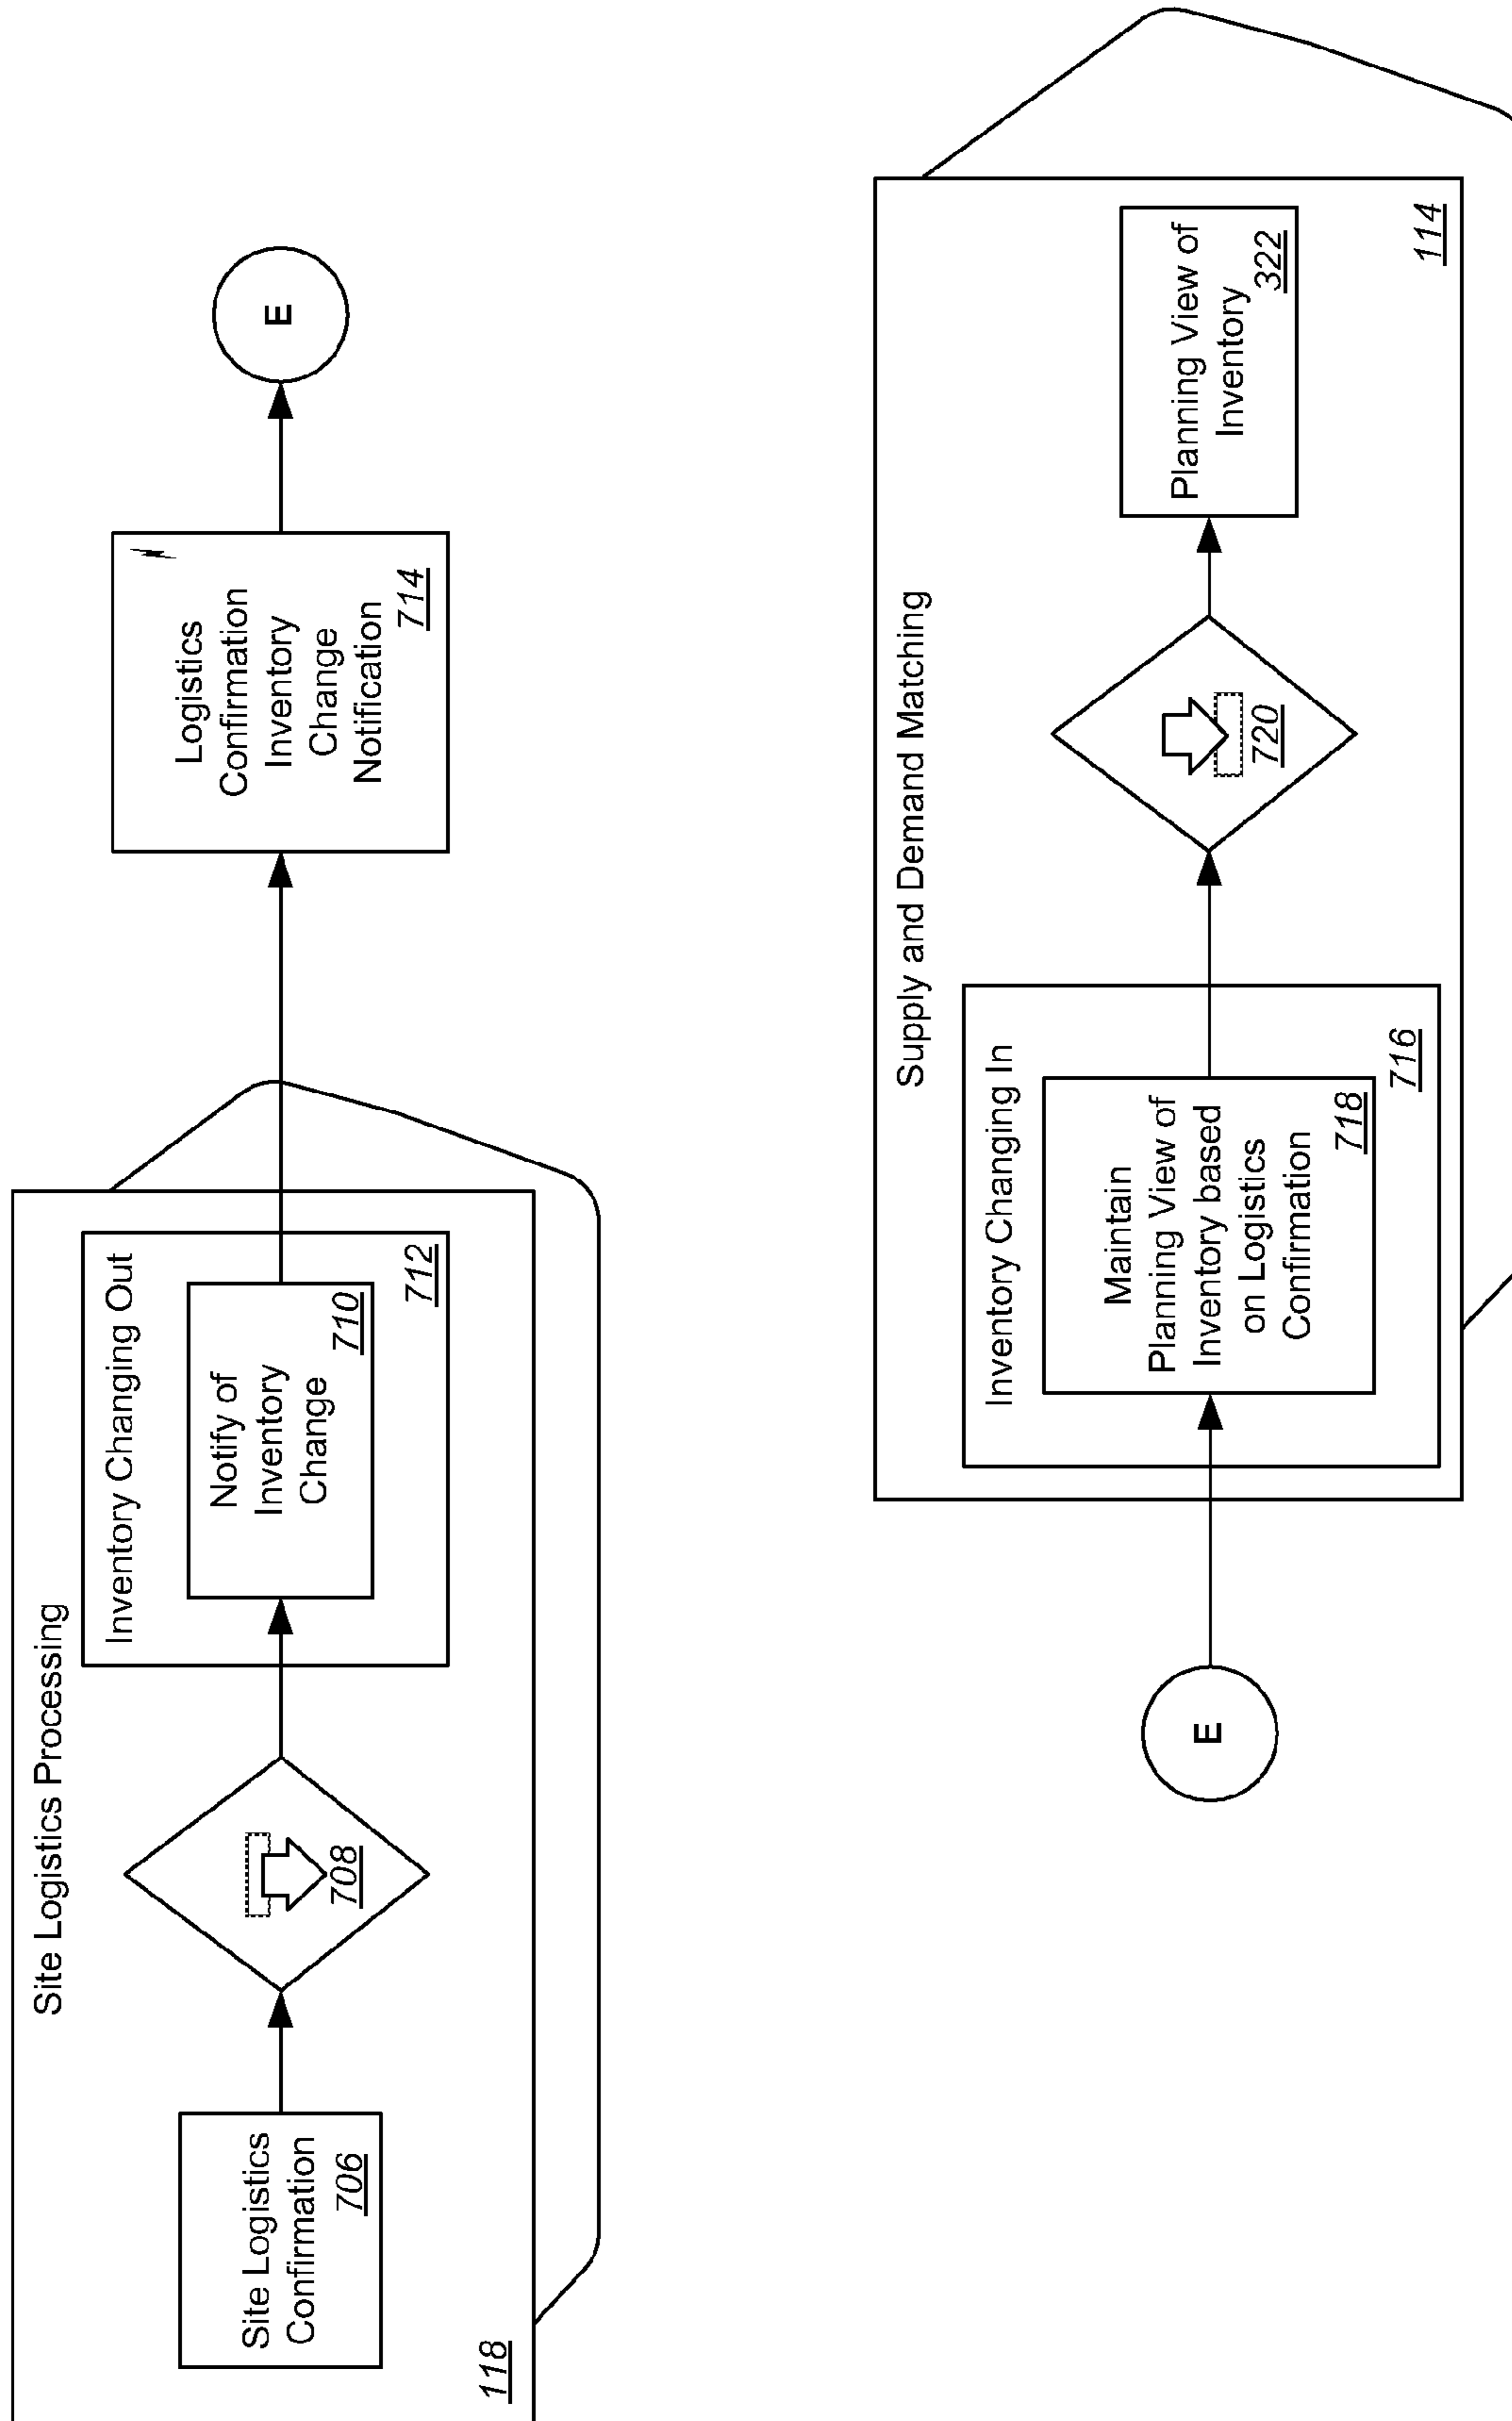 Site Logistics Processing
118
Site Logistics
Confirmation
706
708
Inventory Changing Out
712
Notify of
Inventory
Change
710
Logistics
Confirmation
Inventory
Change
Notification
714
E
Supply and Demand Matching
114
E
Inventory Changing In
716
Maintain
Planning View of
Inventory based
on Logistics
Confirmation
718
720
Planning View of
Inventory
322